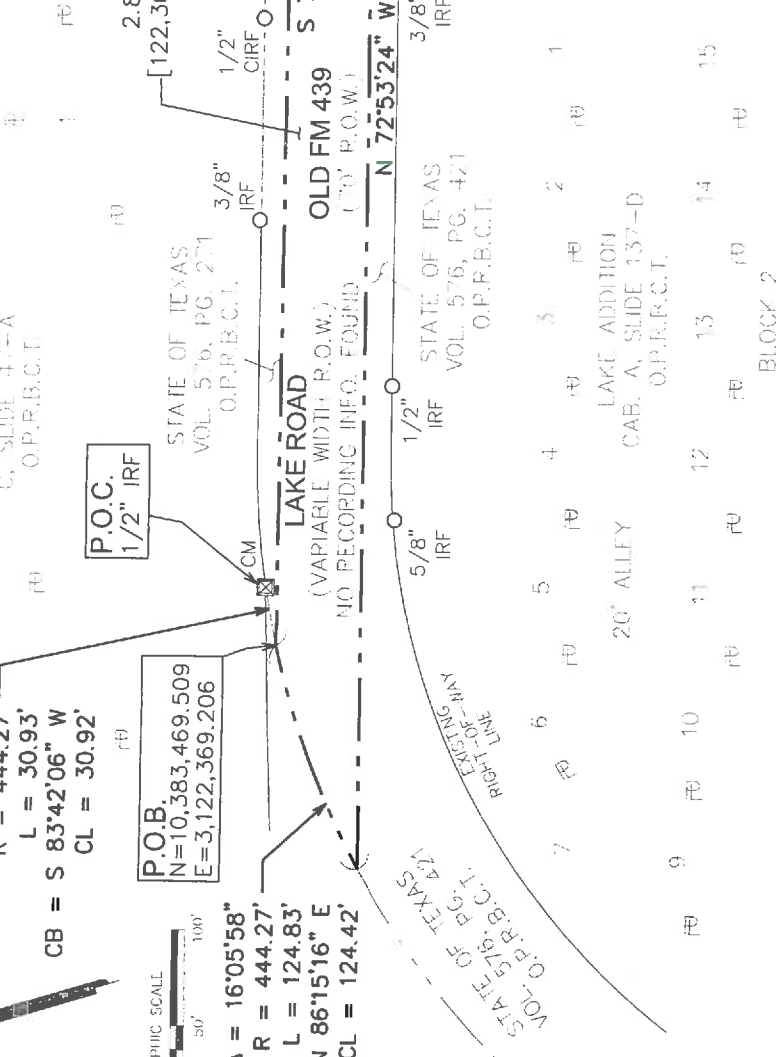 1/2"
CIRF
3/8"
IRF
3/8"
IRF
OLD FM 439
N 72°53'24" W
STATE OF TEXAS
VOL. 576, PG. 271
O.P.R.B.C.T.
STATE OF TEXAS
VOL. 576, PG. 421
O.P.R.B.C.T.
O.P.R.B.C.T.
P.O.C.
1/2" IRF
CM
LAKE ROAD
(VARIABLE WIDTH R.O.W.)
NO RECORDING INFO. FOUND
1/2"
IRF
5/8"
IRF
LAKE ADDITION
CAB. A, SLIDE 137-D
O.P.R.B.C.T.
BLOCK 2
20' ALLEY
1
2
3
4
5
6
7
15
14
13
12
11
10
9
R = 444.27'
L = 30.93'
CB = S 83°42'06" W
CL = 30.92'
P.O.B.
N=10,383,469.509
E=3,122,369.206
EXISTING
RIGHT-OF-WAY
LINE
100'
50'
= 16°05'58"
R = 444.27'
L = 124.83'
N 86°15'16" E
CL = 124.42'
STATE OF TEXAS
VOL. 576, PG. 421
O.P.R.B.C.T.